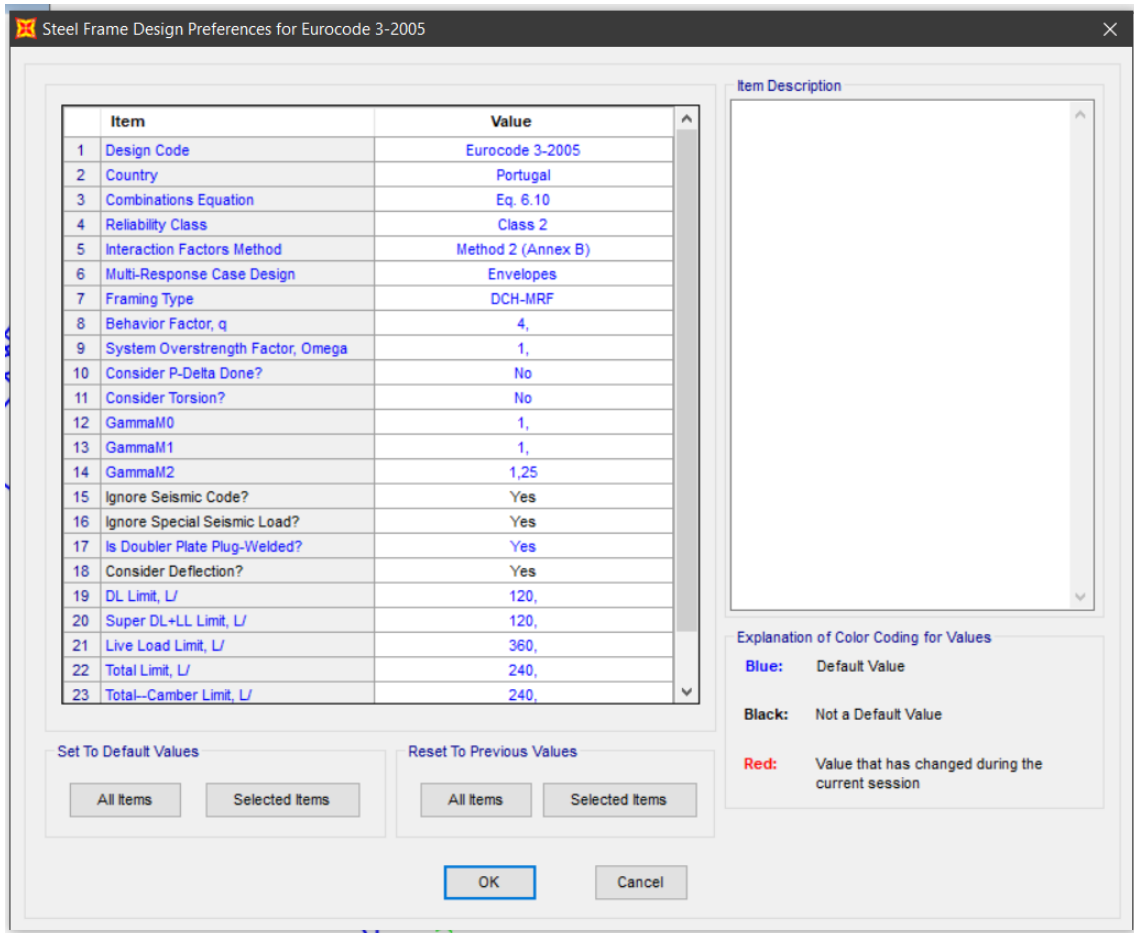 Steel Frame Design Preferences for Eurocode 3-2005
Item Value
1 Design Code Eurocode 3-2005
2 Country Portugal
3 Combinations Equation Eq. 6.10
4 Reliability Class Class 2
5 Interaction Factors Method Method 2 (Annex B)
6 Multi-Response Case Design Envelopes
7 Framing Type DCH-MRF
8 Behavior Factor, q 4,
9 System Overstrength Factor, Omega 1,
10 Consider P-Delta Done? No
11 Consider Torsion? No
12 GammaM0 1,
13 GammaM1 1,
14 GammaM2 1,25
15 Ignore Seismic Code? Yes
16 Ignore Special Seismic Load? Yes
17 Is Doubler Plate Plug-Welded? Yes
18 Consider Deflection? Yes
19 DL Limit, L/ 120,
20 Super DL+LL Limit, L/ 120,
21 Live Load Limit, L/ 360,
22 Total Limit, L/ 240,
23 Total--Camber Limit, L/ 240,
Set To Default Values
All Items Selected Items
Reset To Previous Values
All Items Selected Items
Item Description
Explanation of Color Coding for Values
Blue: Default Value
Black: Not a Default Value
Red: Value that has changed during the
current session
OK Cancel